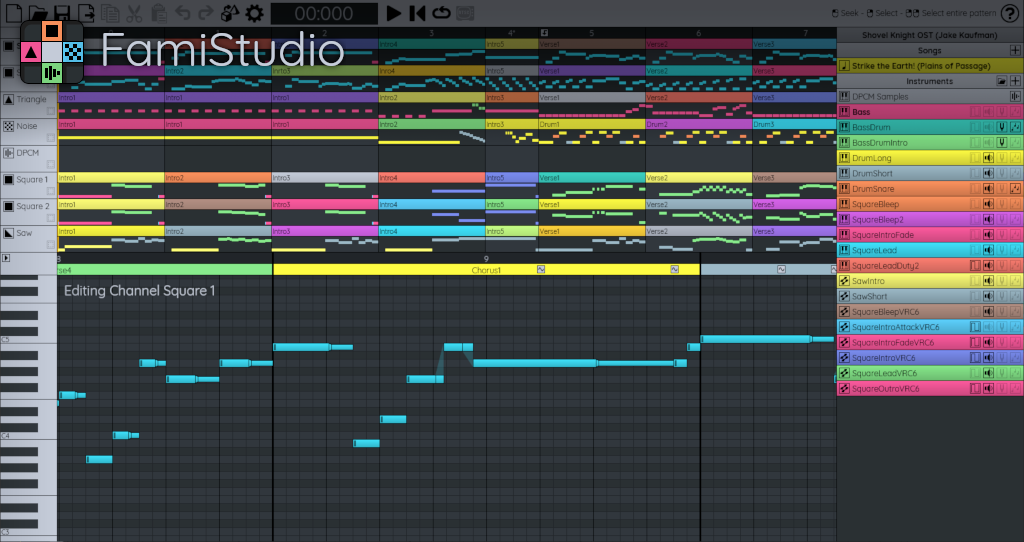 FamiStudio
00:000
Seek - Select - Select entire pattern
?
2 3 4* 5 6 7
Shovel Knight OST (Jake Kaufman)
Songs
Strike the Earth! (Plains of Passage)
Instruments
DPCM Samples
Bass
BassDrum
BassDrumIntro
DrumLong
DrumShort
DrumSnare
SquareBleep
SquareBleep2
SquareIntroFade
SquareLead
SquareLeadDuty2
SawIntro
SawShort
SquareBleepVRC6
SquareIntroAttackVRC6
SquareIntroFadeVRC6
SquareIntroVRC6
SquareLeadVRC6
SquareOutroVRC6
Intro4 Intro5 Verse1 Verse2 Verse3
Intro1 Intro2 Intro3 Intro4 Intro5 Verse1 Verse2 Verse3
Triangle Intro1 Intro1 Intro1 Intro2 Intro3 Verse1 Verse2 Verse3
Noise Intro1 Intro1 Intro1 Intro2 Intro3 Drum1 Drum2 Drum3
DPCM
Square 1 Intro1 Intro2 Intro3 Intro4 Intro5 Verse1 Verse2 Verse3
Square 2 Intro1 Intro2 Intro3 Intro4 Intro5 Verse1 Verse2 Verse3
Saw Intro1 Intro2 Intro3 Intro4 Intro5 Verse1 Verse2 Verse3
8 9
rse4 Chorus1
Editing Channel Square 1
C5
C4
C3